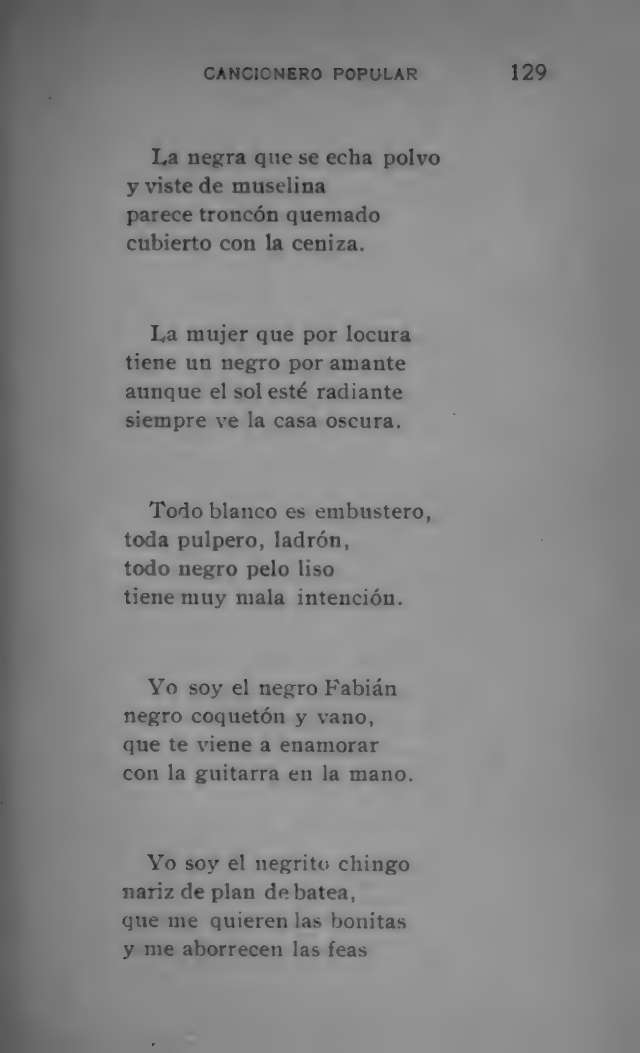 CANCIONERO POPULAR 129
La negra que se echa polvo
y viste de muselina
parece troncón quemado
cubierto con la ceniza.
La mujer que por locura
tiene un negro por amante
aunque el sol esté radiante
siempre ve la casa oscura.
Todo blanco es embustero,
toda pulpero, ladrón,
todo negro pelo liso
tiene muy mala intención.
Yo soy el negro Fabián
negro coquetón y vano,
que te viene a enamorar
con la guitarra en la mano.
Yo soy el negrito chingo
nariz de plan de batea,
que me quieren las bonitas
y me aborrecen las feas